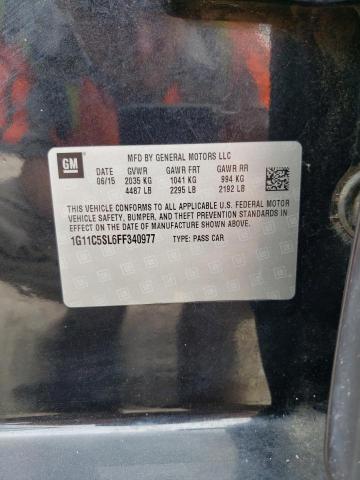 GM
MFD BY GENERAL MOTORS LLC
DATE GVWR GAWR FRT GAWR RR
06/15 2035 KG 1041 KG 994 KG
4487 LB 2295 LB 2192 LB
THIS VEHICLE CONFORMS TO ALL APPLICABLE U.S. FEDERAL MOTOR
VEHICLE SAFETY, BUMPER, AND THEFT PREVENTION STANDARDS IN
EFFECT ON THE DATE OF MANUFACTURE SHOWN ABOVE.
1G11C5SL6FF340977 TYPE: PASS CAR